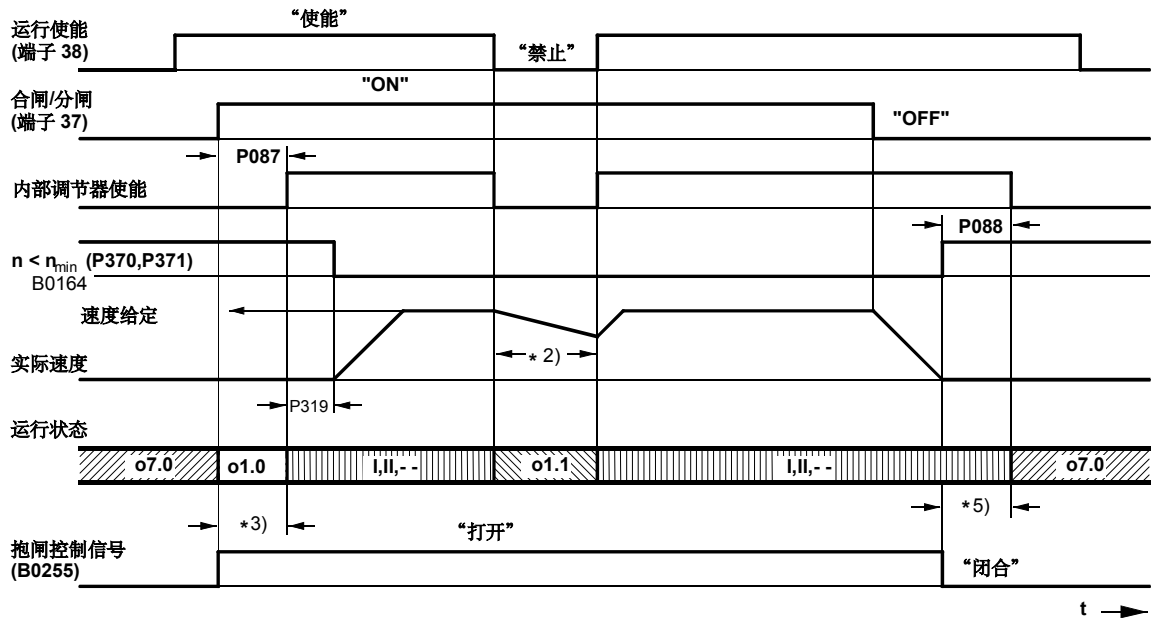 运行使能
(端子 38)
“使能”
“禁止”
合闸/分闸
(端子 37)
"ON"
"OFF"
P087
内部调节器使能
P088
n < nmin (P370,P371)
B0164
速度给定
* 2)
实际速度
P319
运行状态
o7.0
o1.0
I,II,- -
o1.1
I,II,- -
o7.0
*3)
*5)
“打开”
抱闸控制信号
(B0255)
“闭合”
t